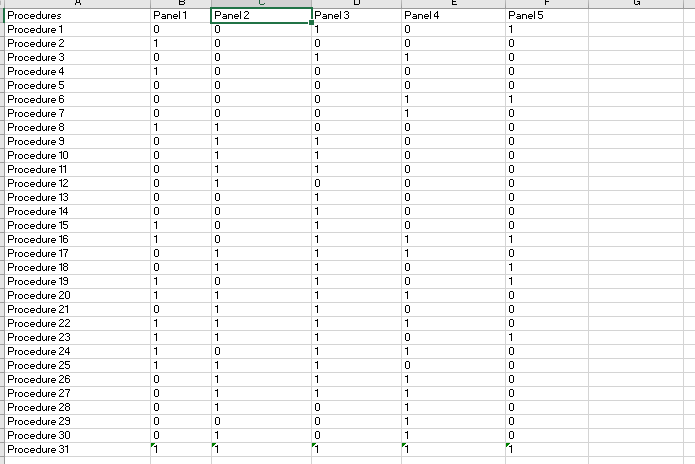 A B C D E F G
Procedures Panel 1 Panel 2 Panel 3 Panel 4 Panel 5
Procedure 1 0 0 1 0 1
Procedure 2 1 0 0 0 0
Procedure 3 0 0 1 1 0
Procedure 4 1 0 0 0 0
Procedure 5 0 0 0 0 0
Procedure 6 0 0 0 1 1
Procedure 7 0 0 0 1 0
Procedure 8 1 1 0 0 0
Procedure 9 0 1 1 0 0
Procedure 10 0 1 1 0 0
Procedure 11 0 1 1 0 0
Procedure 12 0 1 0 0 0
Procedure 13 0 0 1 0 0
Procedure 14 0 0 1 0 0
Procedure 15 1 0 1 0 0
Procedure 16 1 0 1 1 1
Procedure 17 0 1 1 1 0
Procedure 18 0 1 1 0 1
Procedure 19 1 0 1 0 1
Procedure 20 1 1 1 1 0
Procedure 21 0 1 1 1 0
Procedure 22 1 1 1 1 0
Procedure 23 1 1 1 0 1
Procedure 24 1 0 1 1 0
Procedure 25 1 1 1 0 0
Procedure 26 0 1 1 1 0
Procedure 27 0 1 1 1 0
Procedure 28 0 1 0 1 0
Procedure 29 0 0 0 1 0
Procedure 30 0 1 0 1 0
Procedure 31 1 1 1 1 1